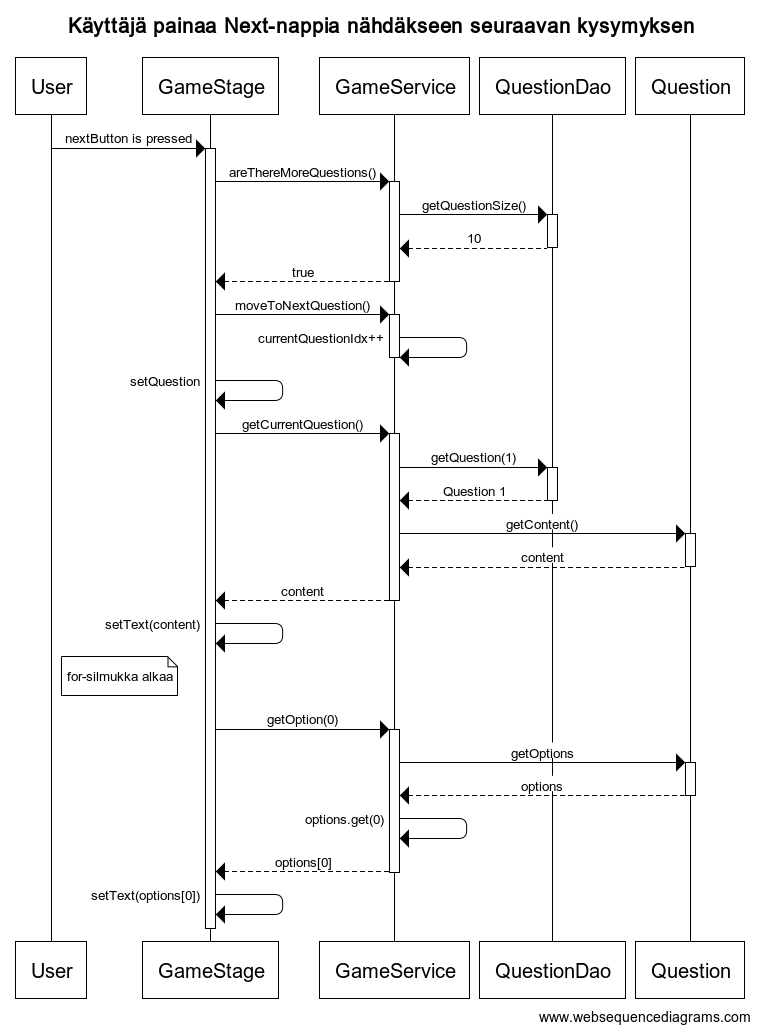 Käyttäjä painaa Next-nappia nähdäkseen seuraavan kysymyksen
User GameStage GameService QuestionDao Question
nextButton is pressed
areThereMoreQuestions()
getQuestionSize()
10
true
moveToNextQuestion()
currentQuestionIdx++
setQuestion
getCurrentQuestion()
getQuestion(1)
Question 1
getContent()
content
content
setText(content)
for-silmukka alkaa
getOption(0)
getOptions
options
options.get(0)
options[0]
setText(options[0])
User GameStage GameService QuestionDao Question
www.websequencediagrams.com